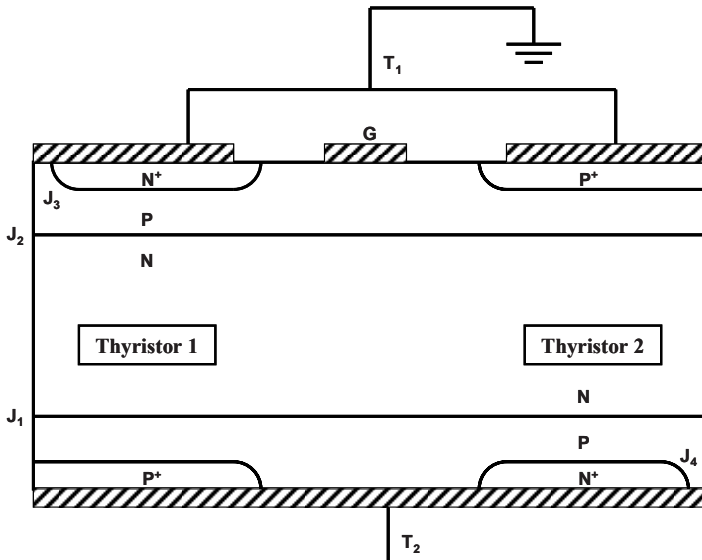 T₁
G
N⁺
P⁺
J₃
P
J₂
N
Thyristor 1
Thyristor 2
N
J₁
P
J₄
P⁺
N⁺
T₂